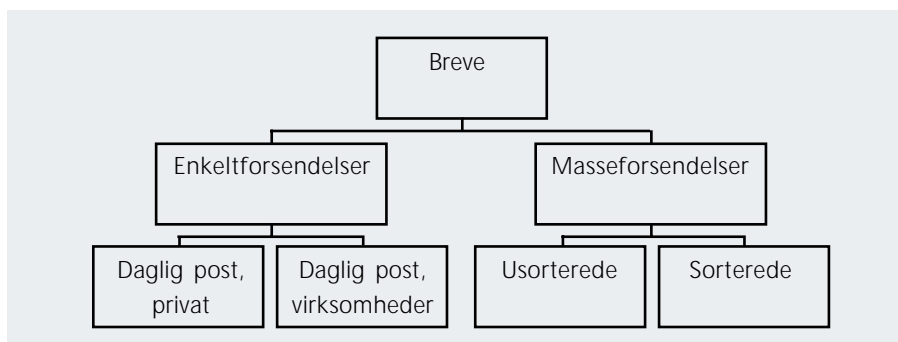 Breve
Enkeltforsendelser
Masseforsendelser
Daglig post,
privat
Daglig post,
virksomheder
Usorterede
Sorterede